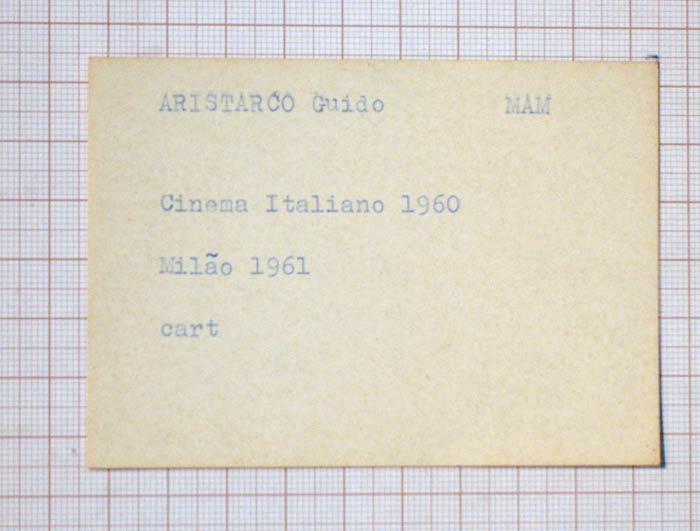 ARISTARCO Guido MAM
Cinema Italiano 1960
Milão 1961
cart